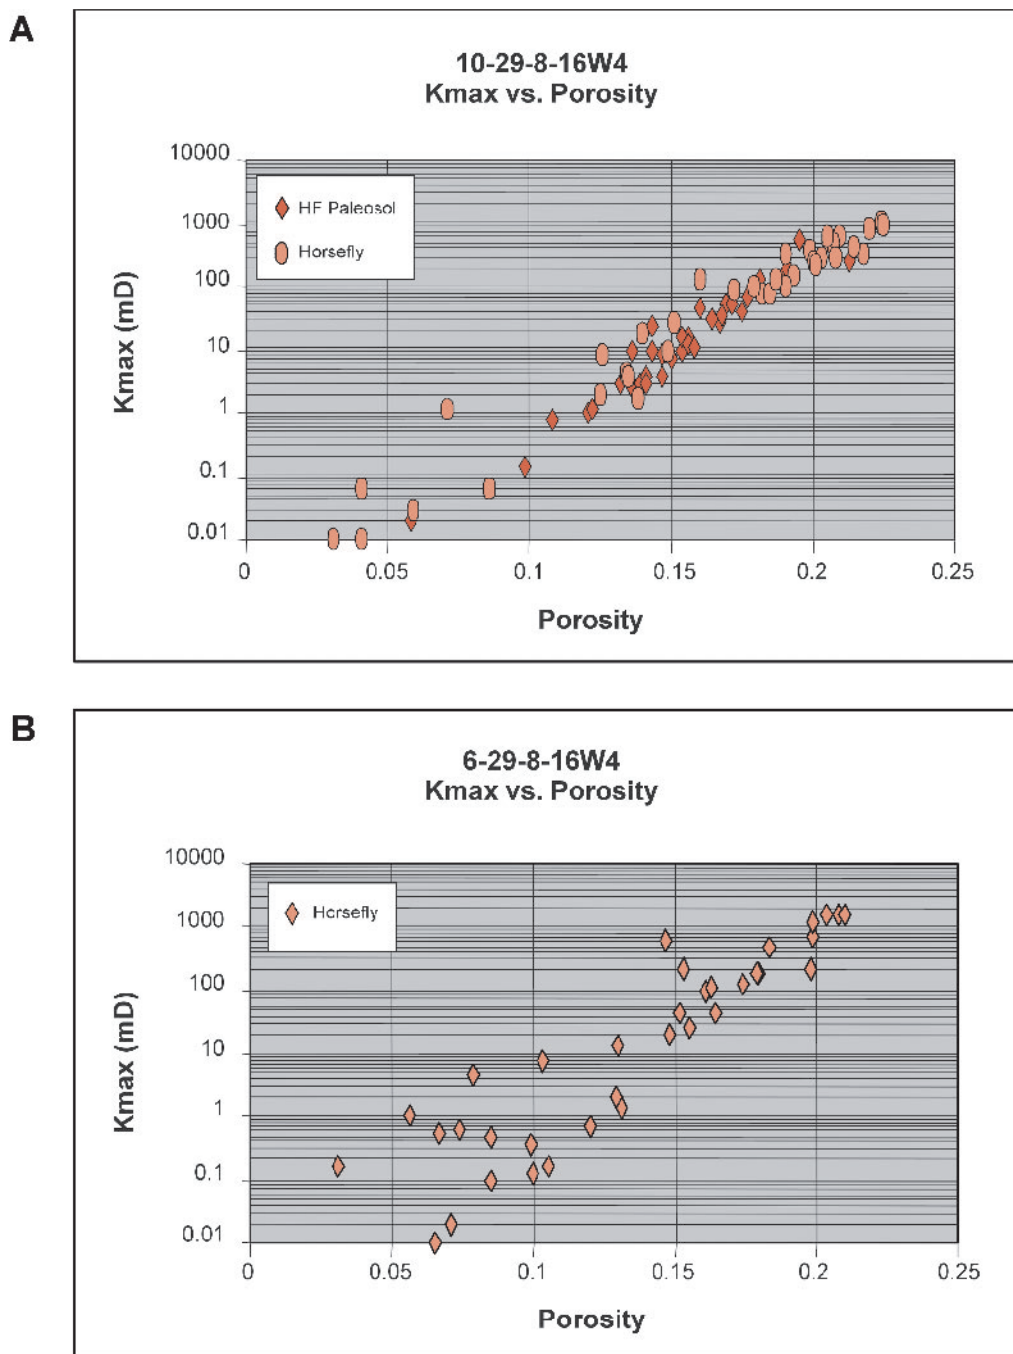 A
10-29-8-16W4
Kmax vs. Porosity
10000
1000
100
10
1
0.1
0.01
Kmax (mD)
HF Paleosol
Horsefly
0 0.05 0.1 0.15 0.2 0.25
Porosity
B
6-29-8-16W4
Kmax vs. Porosity
10000
1000
100
10
1
0.1
0.01
Kmax (mD)
Horsefly
0 0.05 0.1 0.15 0.2 0.25
Porosity